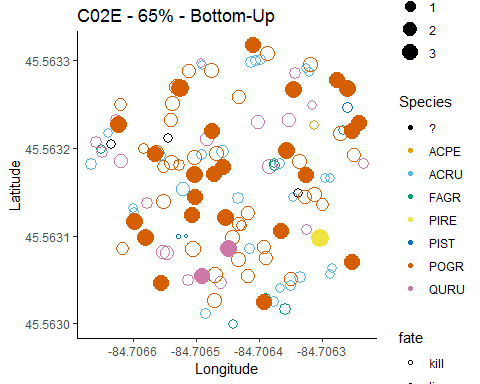 C02E - 65% - Bottom-Up
1
2
3
Species
?
ACPE
ACRU
FAGR
PIRE
PIST
POGR
QURU
fate
kill
45.5633
45.5632
45.5631
45.5630
Latitude
-84.7066
-84.7065
-84.7064
-84.7063
Longitude